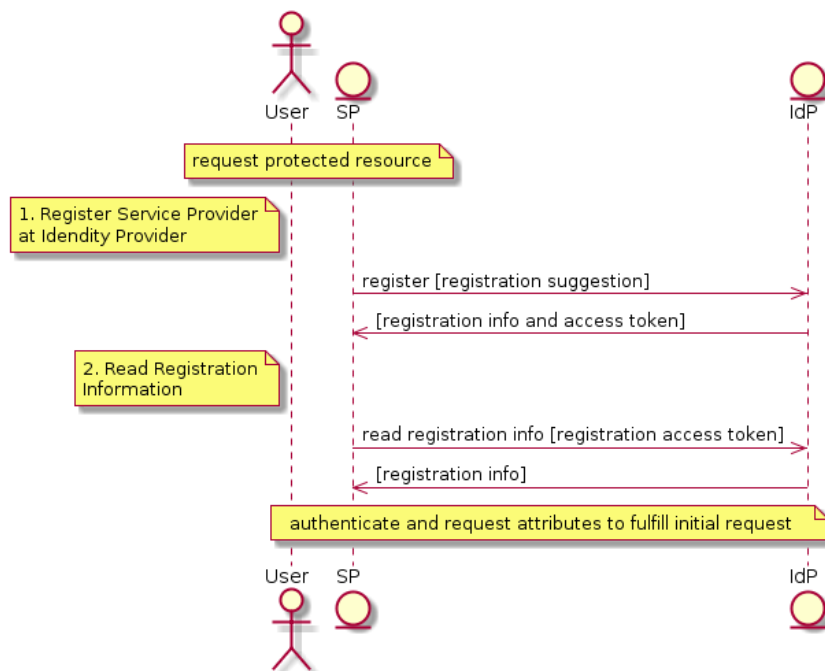 User SP IdP
request protected resource
1. Register Service Provider
at Idendity Provider
register [registration suggestion]
[registration info and access token]
2. Read Registration
Information
read registration info [registration access token]
[registration info]
authenticate and request attributes to fulfill initial request
User SP IdP